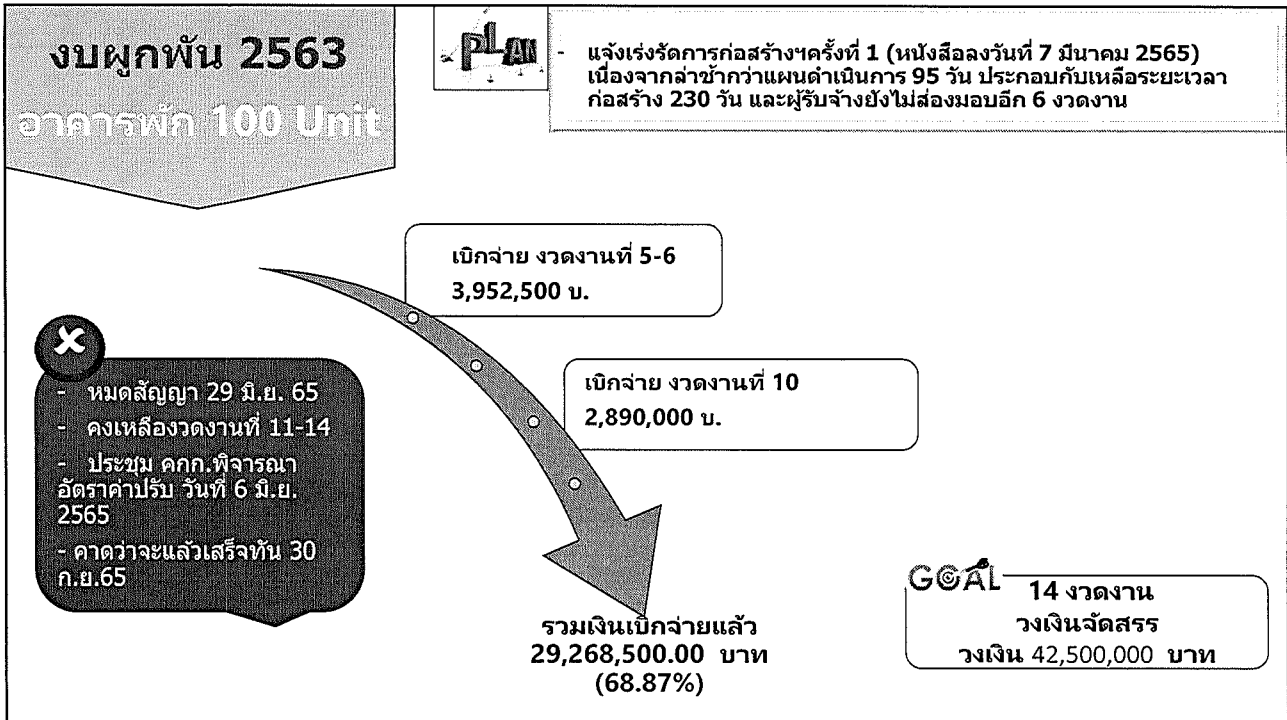 งบผูกพัน 2563
อาคารพัก 100 Unit
PLAN
- แจ้งเร่งรัดการก่อสร้างฯครั้งที่ 1 (หนังสือลงวันที่ 7 มีนาคม 2565)
เนื่องจากล่าช้ากว่าแผนดำเนินการ 95 วัน ประกอบกับเหลือระยะเวลา
ก่อสร้าง 230 วัน และผู้รับจ้างยังไม่ส่องมอบอีก 6 งวดงาน
เบิกจ่าย งวดงานที่ 5-6
3,952,500 บ.
เบิกจ่าย งวดงานที่ 10
2,890,000 บ.
- หมดสัญญา 29 มิ.ย. 65
- คงเหลืองวดงานที่ 11-14
- ประชุม คกก.พิจารณา
อัตราค่าปรับ วันที่ 6 มิ.ย.
2565
- คาดว่าจะแล้วเสร็จทัน 30
ก.ย.65
รวมเงินเบิกจ่ายแล้ว
29,268,500.00 บาท
(68.87%)
GOAL
14 งวดงาน
วงเงินจัดสรร
วงเงิน 42,500,000 บาท